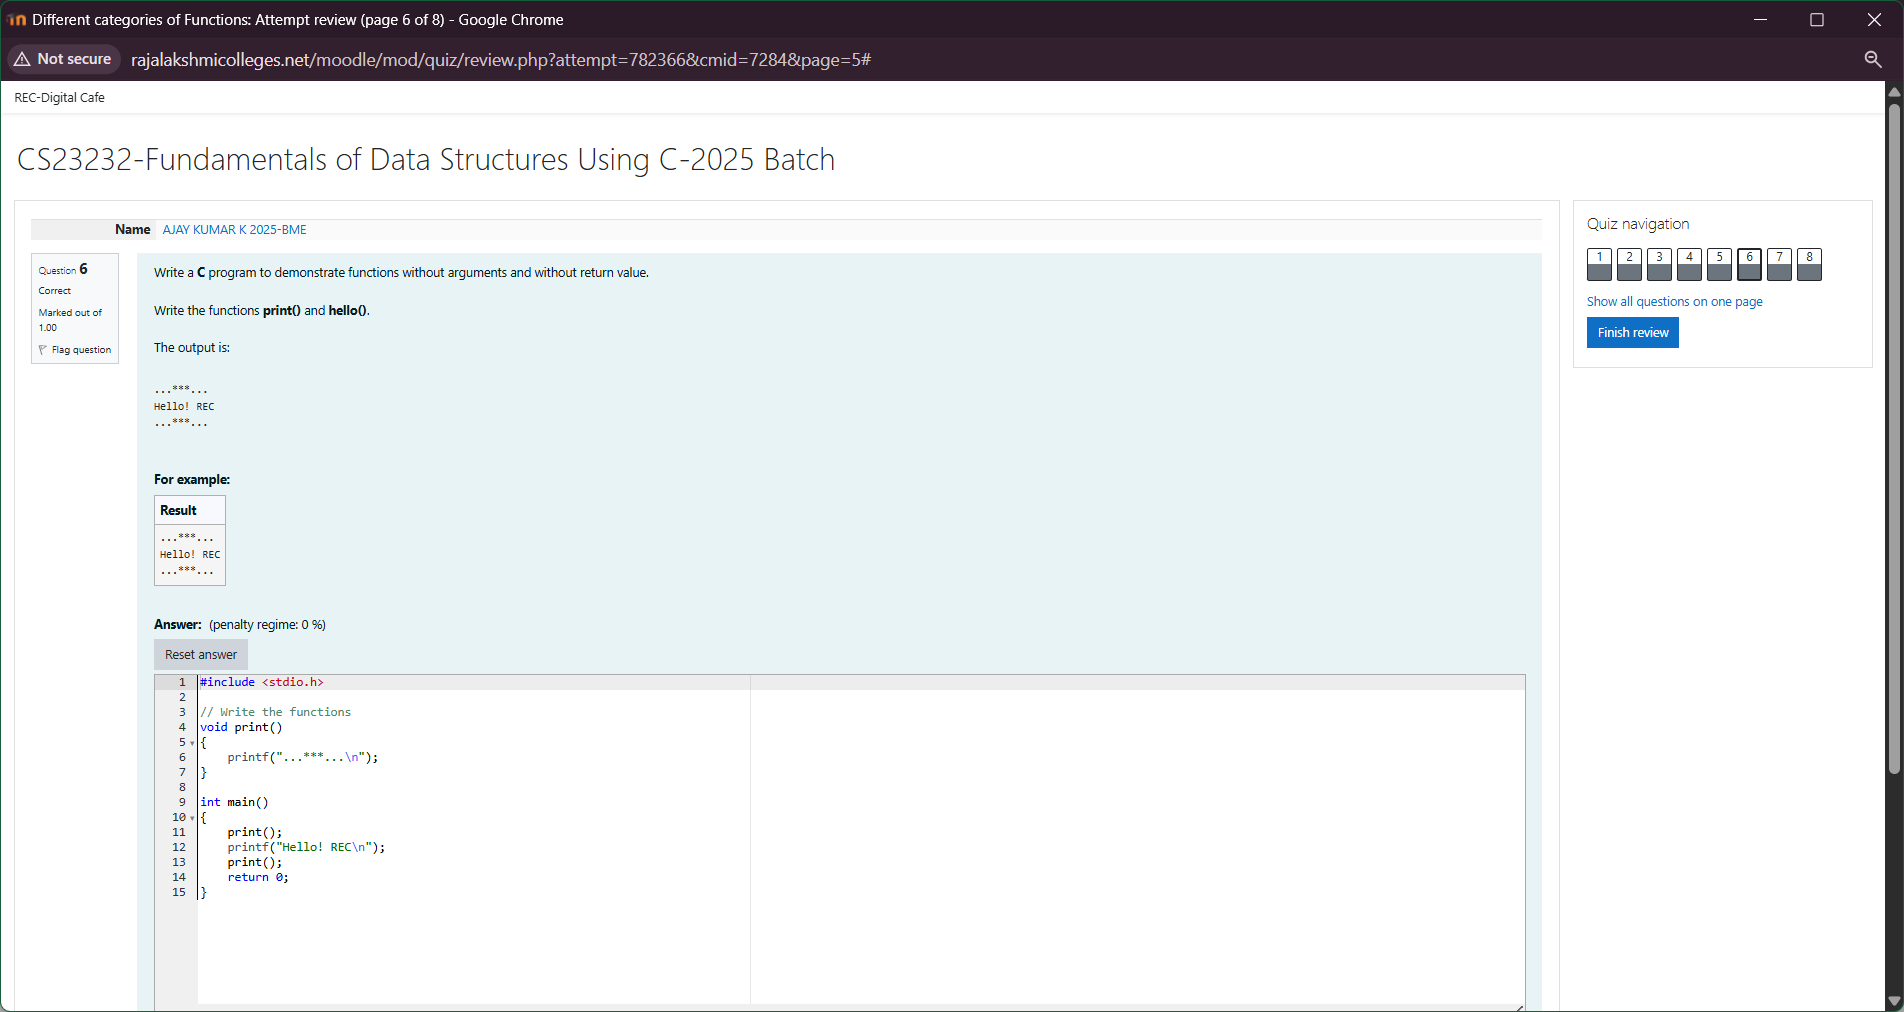 Different categories of Functions: Attempt review (page 6 of 8) - Google Chrome
Not secure rajalakshmicolleges.net/moodle/mod/quiz/review.php?attempt=782366&cmid=7284&page=5#
REC-Digital Cafe
CS23232-Fundamentals of Data Structures Using C-2025 Batch
Name AJAY KUMAR K 2025-BME
Question 6
Correct
Marked out of
1.00
Flag question
Write a C program to demonstrate functions without arguments and without return value.
Write the functions print() and hello().
The output is:
...***...
Hello! REC
...***...
For example:
Result
...***...
Hello! REC
...***...
Answer: (penalty regime: 0 %)
Reset answer
1 #include <stdio.h>
2
3 // Write the functions
4 void print()
5 {
6     printf("...***...\n");
7 }
8
9 int main()
10 {
11     print();
12     printf("Hello! REC\n");
13     print();
14     return 0;
15 }
Quiz navigation
1 2 3 4 5 6 7 8
Show all questions on one page
Finish review